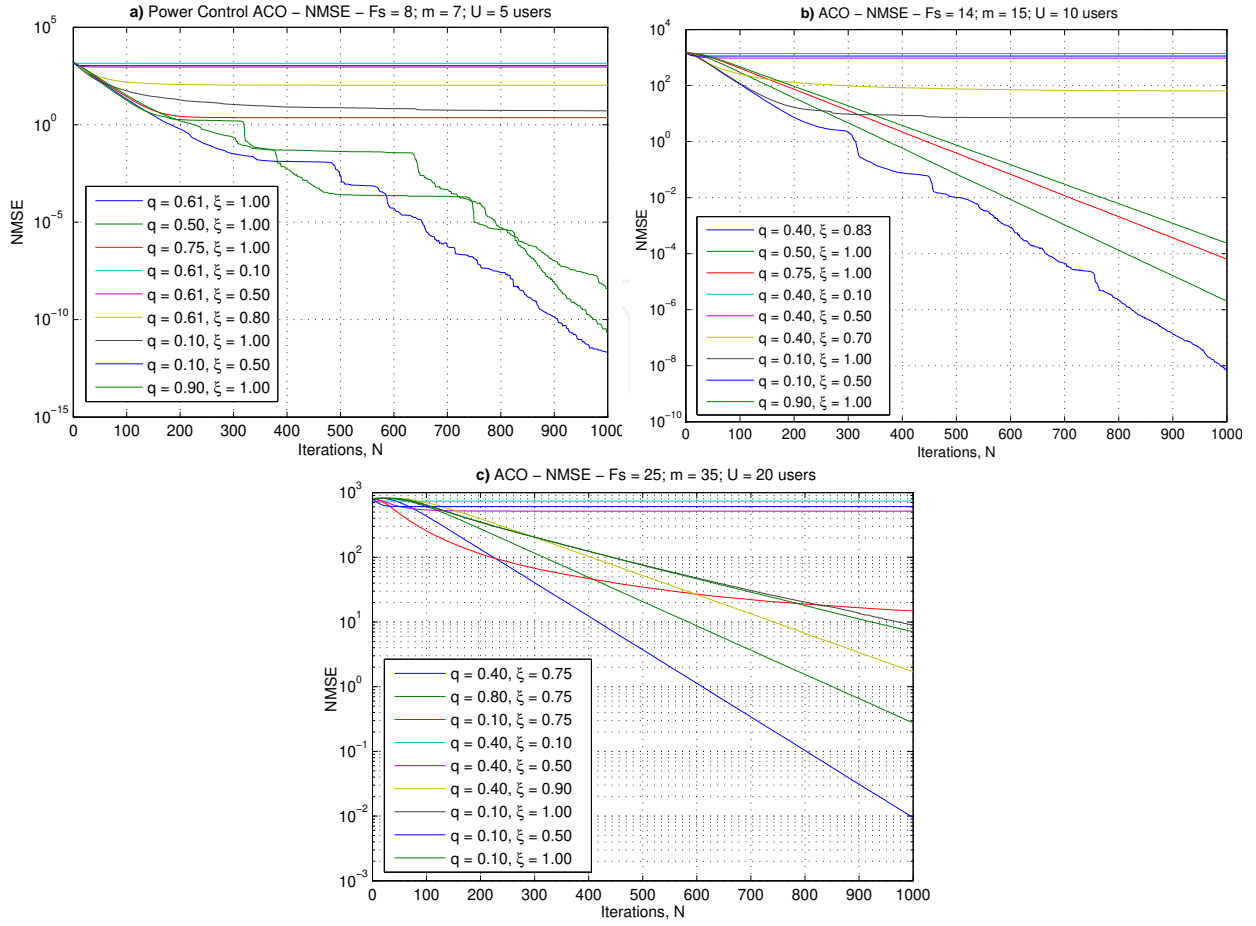 a) Power Control ACO – NMSE – Fs = 8; m = 7; U = 5 users
10^5
10^0
10^−5
10^−10
10^−15
NMSE
q = 0.61, ξ = 1.00
q = 0.50, ξ = 1.00
q = 0.75, ξ = 1.00
q = 0.61, ξ = 0.10
q = 0.61, ξ = 0.50
q = 0.61, ξ = 0.80
q = 0.10, ξ = 1.00
q = 0.10, ξ = 0.50
q = 0.90, ξ = 1.00
0 100 200 300 400 500 600 700 800 900 1000
Iterations, N
b) ACO – NMSE – Fs = 14; m = 15; U = 10 users
10^4
10^2
10^0
10^−2
10^−4
10^−6
10^−8
10^−10
NMSE
q = 0.40, ξ = 0.83
q = 0.50, ξ = 1.00
q = 0.75, ξ = 1.00
q = 0.40, ξ = 0.10
q = 0.40, ξ = 0.50
q = 0.40, ξ = 0.70
q = 0.10, ξ = 1.00
q = 0.10, ξ = 0.50
q = 0.90, ξ = 1.00
0 100 200 300 400 500 600 700 800 900 1000
Iterations, N
c) ACO – NMSE – Fs = 25; m = 35; U = 20 users
10^3
10^2
10^1
10^0
10^−1
10^−2
10^−3
NMSE
q = 0.40, ξ = 0.75
q = 0.80, ξ = 0.75
q = 0.10, ξ = 0.75
q = 0.40, ξ = 0.10
q = 0.40, ξ = 0.50
q = 0.40, ξ = 0.90
q = 0.10, ξ = 1.00
q = 0.10, ξ = 0.50
q = 0.10, ξ = 1.00
0 100 200 300 400 500 600 700 800 900 1000
Iterations, N